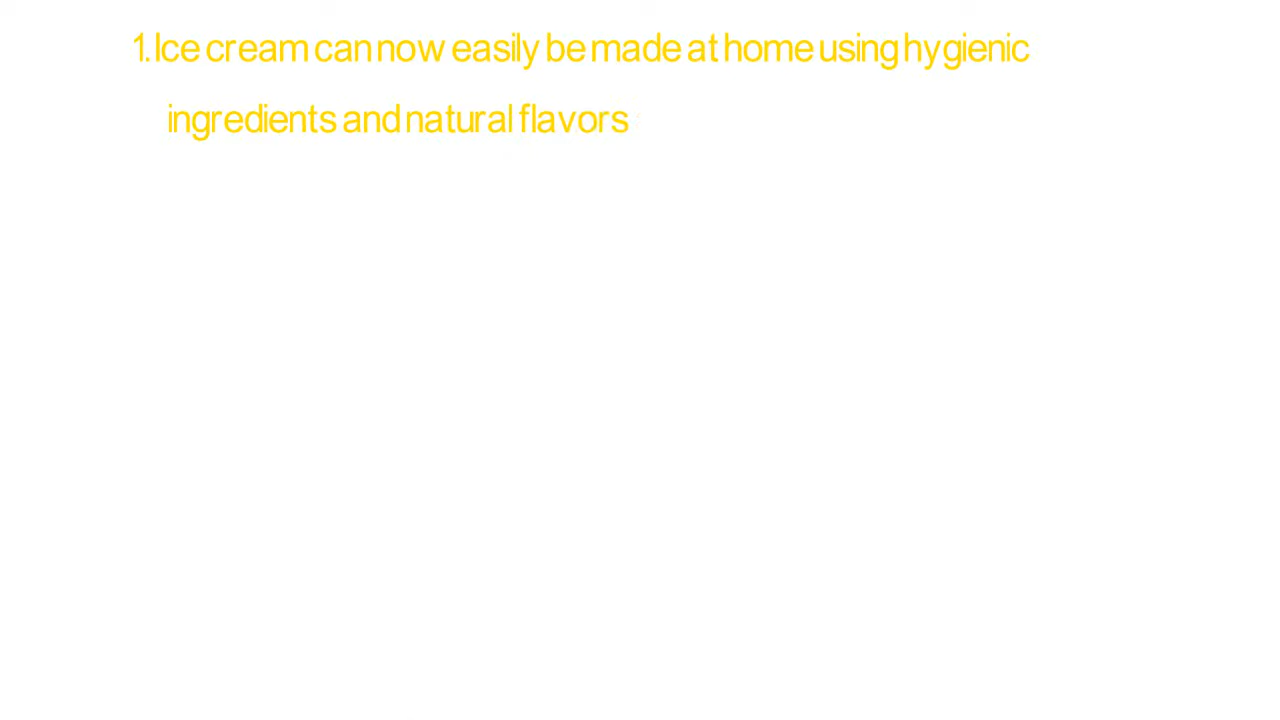 1.Ice cream can now easily be made at home using hygienic
ingredients and natural flavors